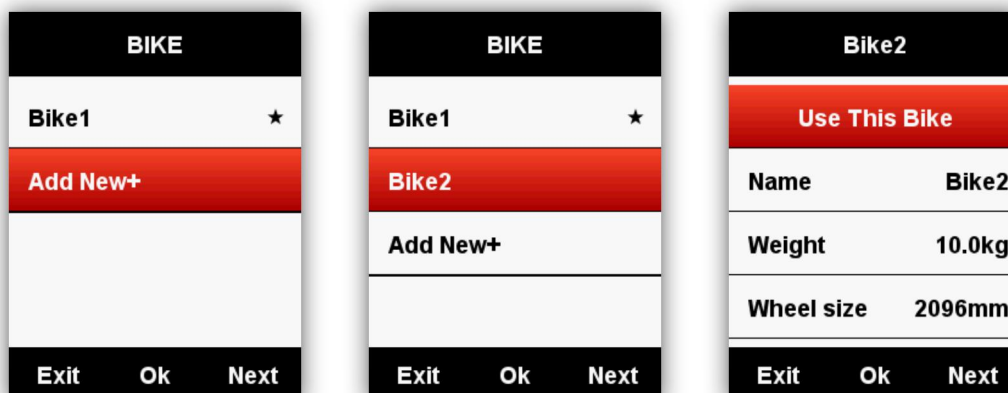 BIKE
Bike1 ★
Add New+
Exit Ok Next
BIKE
Bike1 ★
Bike2
Add New+
Exit Ok Next
Bike2
Use This Bike
Name Bike2
Weight 10.0kg
Wheel size 2096mm
Exit Ok Next